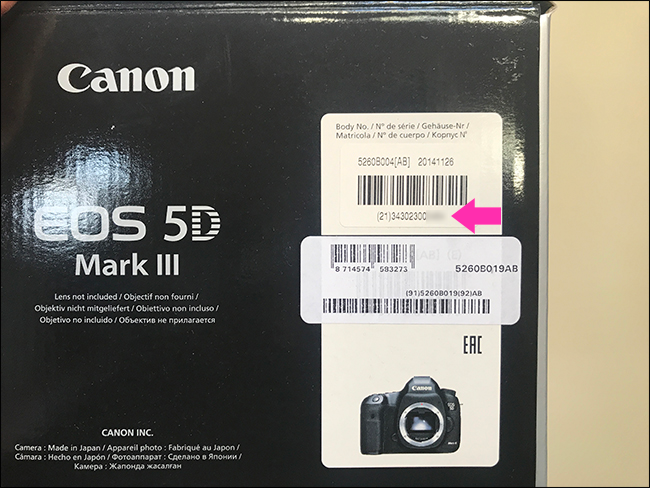 Canon
EOS 5D
Mark III
Lens not included / Objectif non fourni /
Objektiv nicht mitgeliefert / Obiettivo non incluso /
Objetivo no incluido / Объектив не прилагается
CANON INC.
Camera : Made in Japan / Appareil photo : Fabriqué au Japon /
Cámara : Hecho en Japón / Фотоаппарат : Сделано в Японии /
Камера : Жапонда жасалған
Body No. / N° de série / Gehäuse-Nr /
Matricola / N° de cuerpo / Корпус N°
5260B004[AB] 20141126
(21)34302300
8 714574 583273
5260B019AB
(91)5260B019(92)AB
EAC